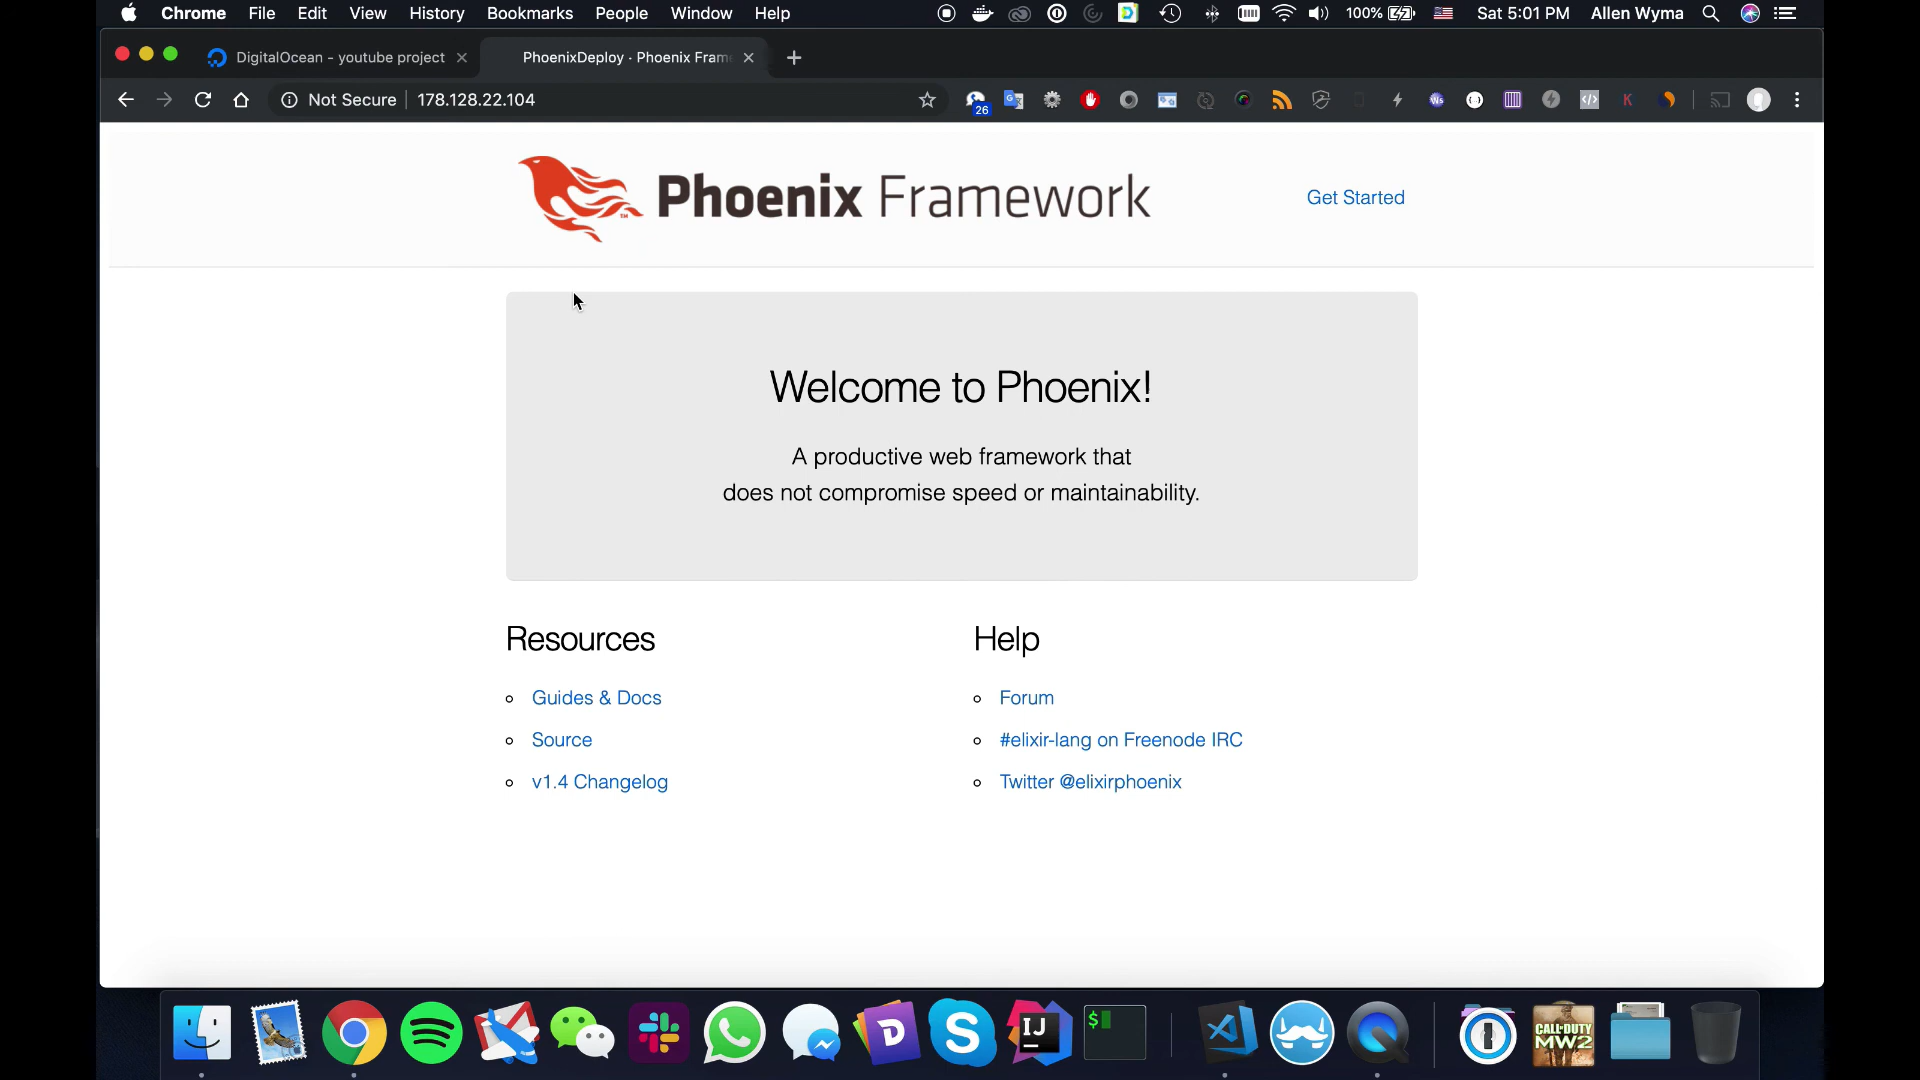 Chrome File Edit View History Bookmarks People Window Help 100% Sat 5:01 PM Allen Wyma
DigitalOcean - youtube project
PhoenixDeploy · Phoenix Fram
Not Secure 178.128.22.104
26
Phoenix Framework
Get Started
Welcome to Phoenix!
A productive web framework that
does not compromise speed or maintainability.
Resources
Guides & Docs
Source
v1.4 Changelog
Help
Forum
#elixir-lang on Freenode IRC
Twitter @elixirphoenix
IJ
$
CALL OF DUTY
MW2